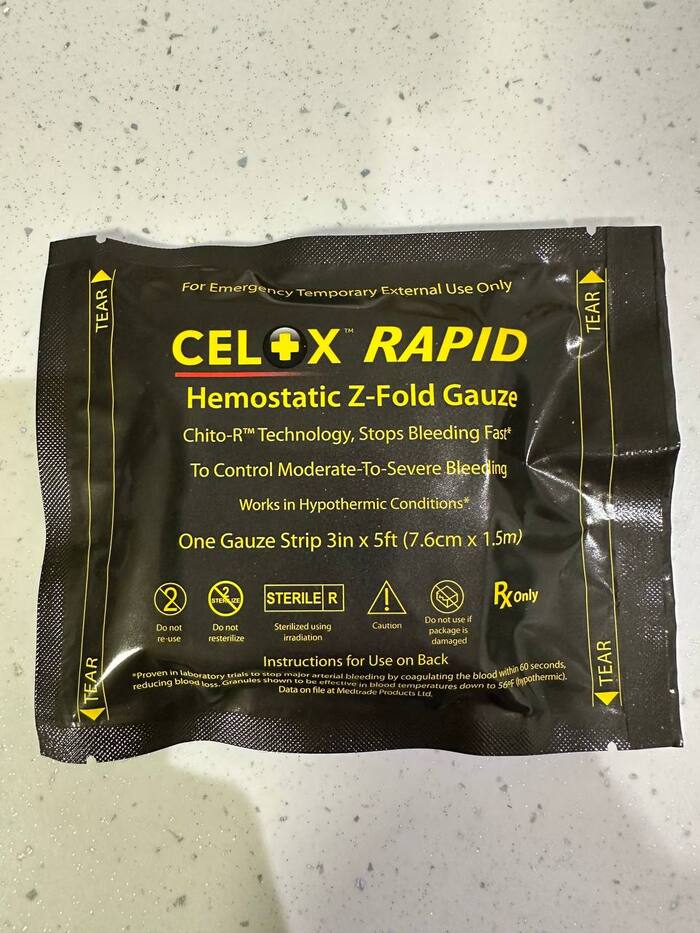 For Emergency Temporary External Use Only
TEAR
TEAR
CELOX™ RAPID
Hemostatic Z-Fold Gauze
Chito-R™ Technology, Stops Bleeding Fast*
To Control Moderate-To-Severe Bleeding
Works in Hypothermic Conditions*
One Gauze Strip 3in x 5ft (7.6cm x 1.5m)
2
Do not
re-use
2
STERILIZE
Do not
resterilize
STERILE R
Sterilized using
irradiation
!
Caution
Do not use if
package is
damaged
Rx Only
TEAR
TEAR
Instructions for Use on Back
*Proven in laboratory trials to stop major arterial bleeding by coagulating the blood within 60 seconds,
reducing blood loss. Granules shown to be effective in blood temperatures down to 56ºF (hypothermic).
Data on file at Medtrade Products Ltd.